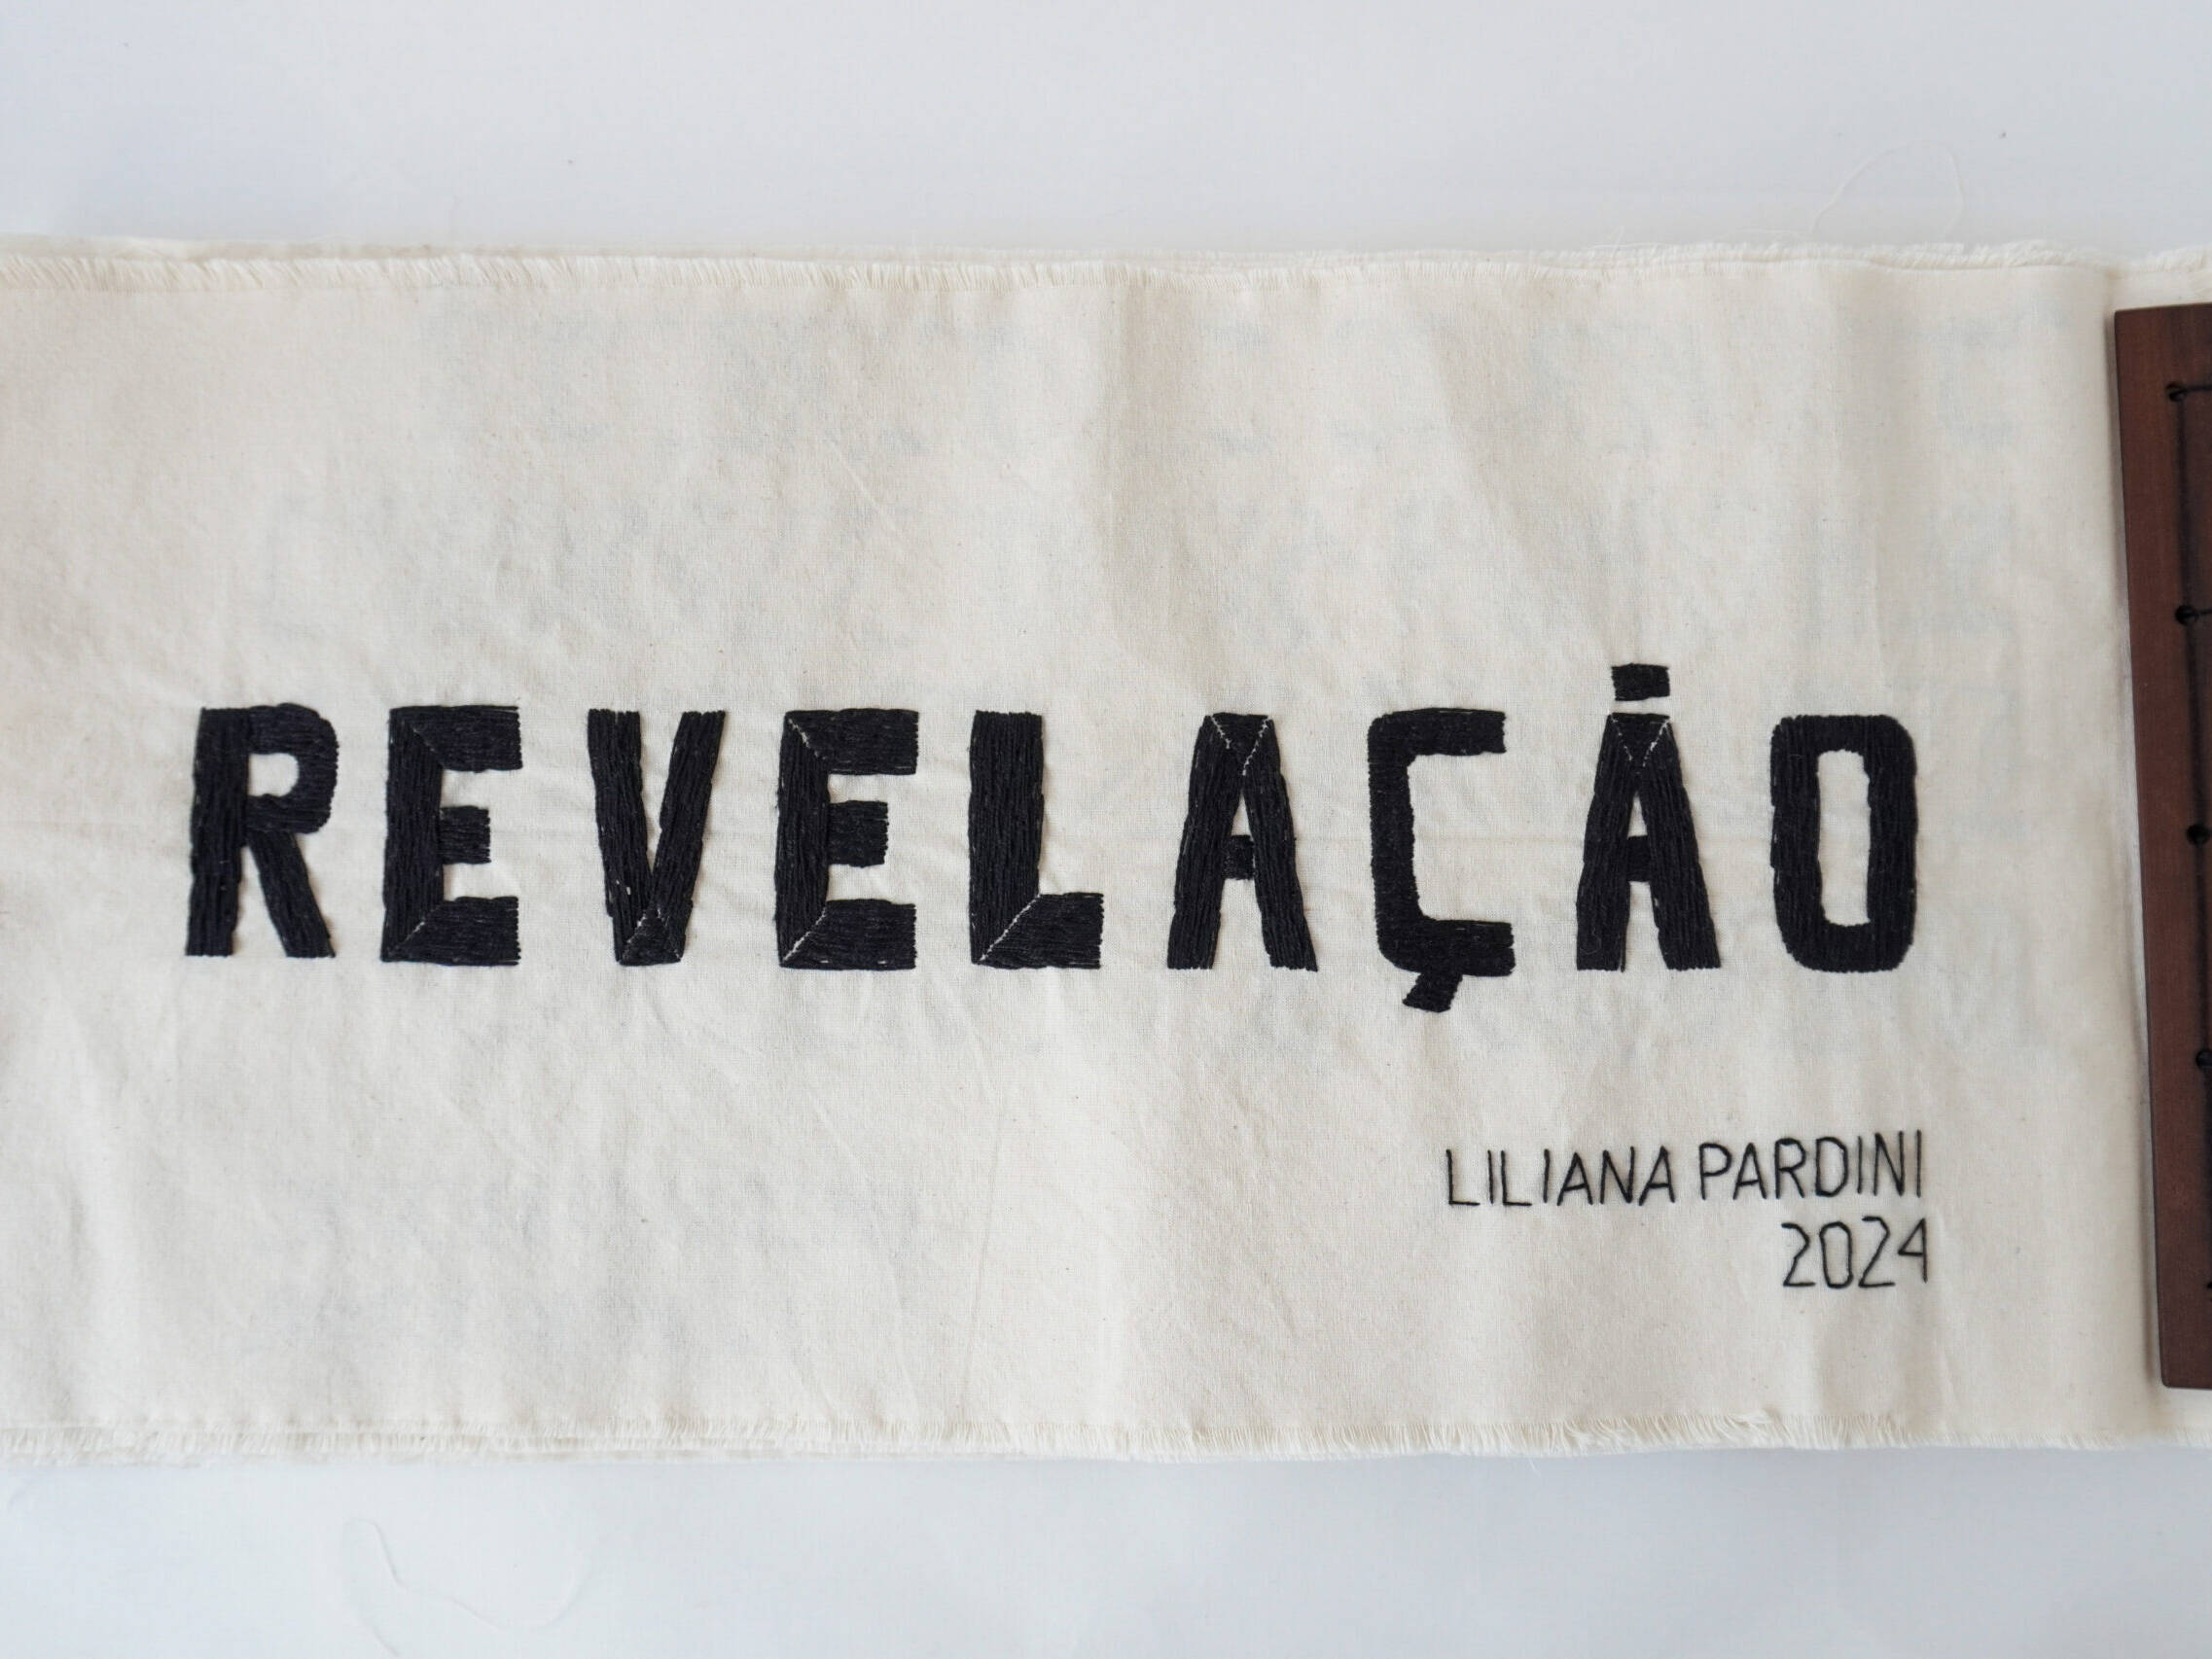 REVELAÇÃO
LILIANA PARDINI
2024